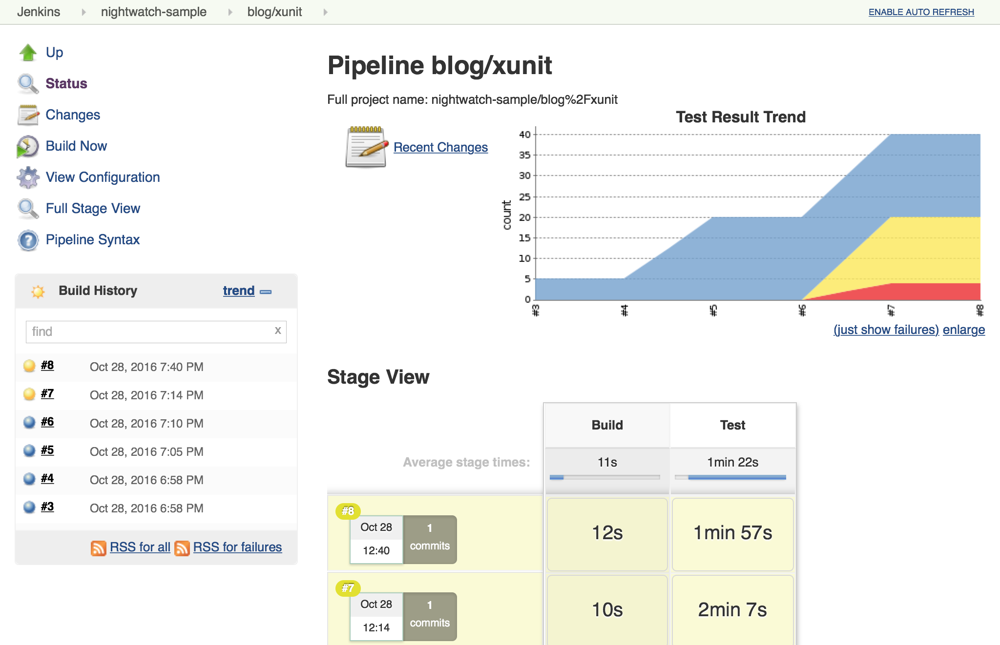 Jenkins nightwatch-sample blog/xunit ENABLE AUTO REFRESH
Up
Status
Changes
Build Now
View Configuration
Full Stage View
Pipeline Syntax
Build History trend
find x
#8 Oct 28, 2016 7:40 PM
#7 Oct 28, 2016 7:14 PM
#6 Oct 28, 2016 7:10 PM
#5 Oct 28, 2016 7:05 PM
#4 Oct 28, 2016 6:58 PM
#3 Oct 28, 2016 6:58 PM
RSS for all RSS for failures
Pipeline blog/xunit
Full project name: nightwatch-sample/blog%2Fxunit
Recent Changes
Test Result Trend
count
40
35
30
25
20
15
10
5
0
#3 #4 #5 #6 #7 #8
(just show failures) enlarge
Stage View
Build Test
Average stage times: 11s 1min 22s
#8
Oct 28 1
12:40 commits
12s 1min 57s
#7
Oct 28 1
12:14 commits
10s 2min 7s